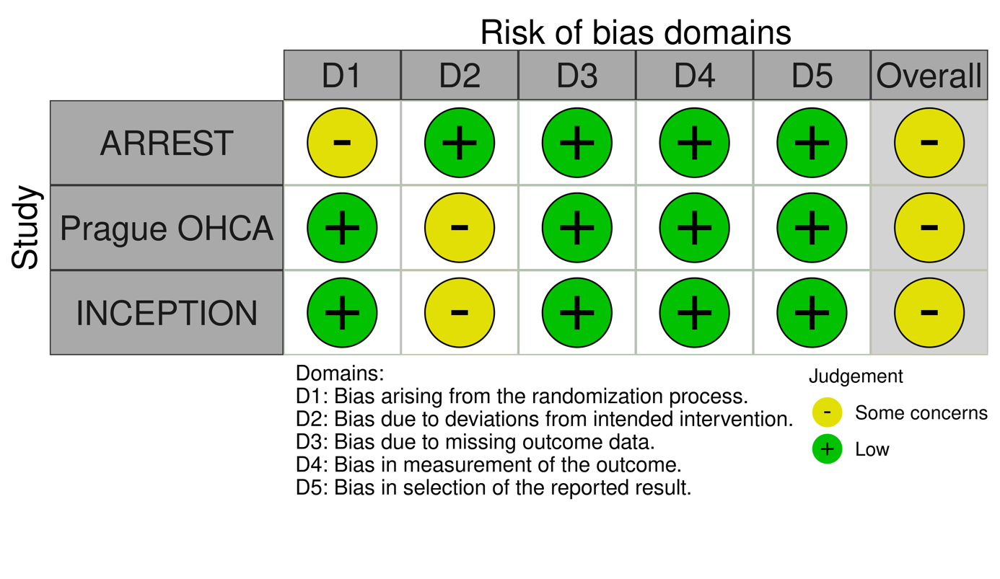 Risk of bias domains
D1 D2 D3 D4 D5 Overall
Study
ARREST - + + + + -
Prague OHCA + - + + + -
INCEPTION + - + + + -
Domains:
D1: Bias arising from the randomization process.
D2: Bias due to deviations from intended intervention.
D3: Bias due to missing outcome data.
D4: Bias in measurement of the outcome.
D5: Bias in selection of the reported result.
Judgement
- Some concerns
+ Low